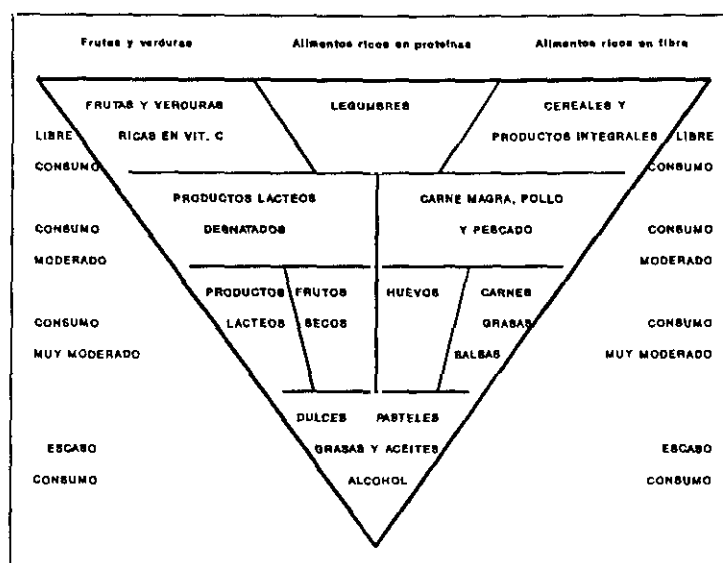 Frutas y verduras Alimentos ricos en proteínas Alimentos ricos en fibra
FRUTAS Y VERDURAS LEGUMBRES CEREALES Y
LIBRE RICAS EN VIT. C PRODUCTOS INTEGRALES LIBRE
CONSUMO CONSUMO
PRODUCTOS LACTEOS CARNE MAGRA, POLLO
CONSUMO DESNATADOS Y PESCADO CONSUMO
MODERADO MODERADO
PRODUCTOS FRUTOS HUEVOS CARNES
CONSUMO LACTEOS SECOS GRASAS CONSUMO
MUY MODERADO SALSAS MUY MODERADO
DULCES PASTELES
ESCASO GRASAS Y ACEITES ESCASO
CONSUMO ALCOHOL CONSUMO